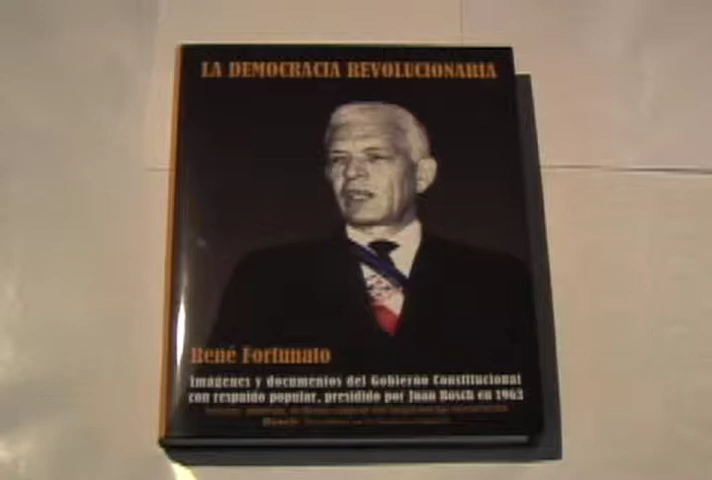 LA DEMOCRACIA REVOLUCIONARIA
René Fortunato
Imágenes y documentos del Gobierno Constitucional
con respaldo popular, presidido por Juan Bosch en 1963